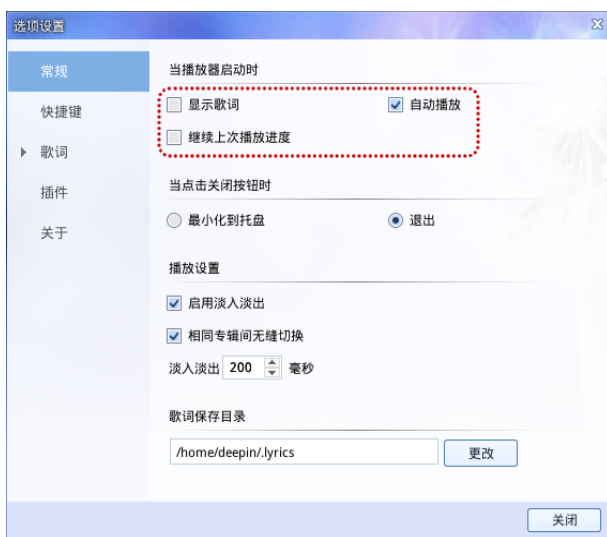 选项设置
常规
快捷键
歌词
插件
关于
当播放器启动时
显示歌词 自动播放
继续上次播放进度
当点击关闭按钮时
最小化到托盘 退出
播放设置
启用淡入淡出
相同专辑间无缝切换
淡入淡出 200 毫秒
歌词保存目录
/home/deepin/.lyrics 更改
关闭